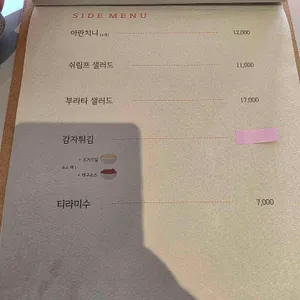 SIDE MENU
아란치니 12,000
쉬림프 샐러드 11,000
부라타 샐러드 17,000
감자튀김
티라미수 7,000